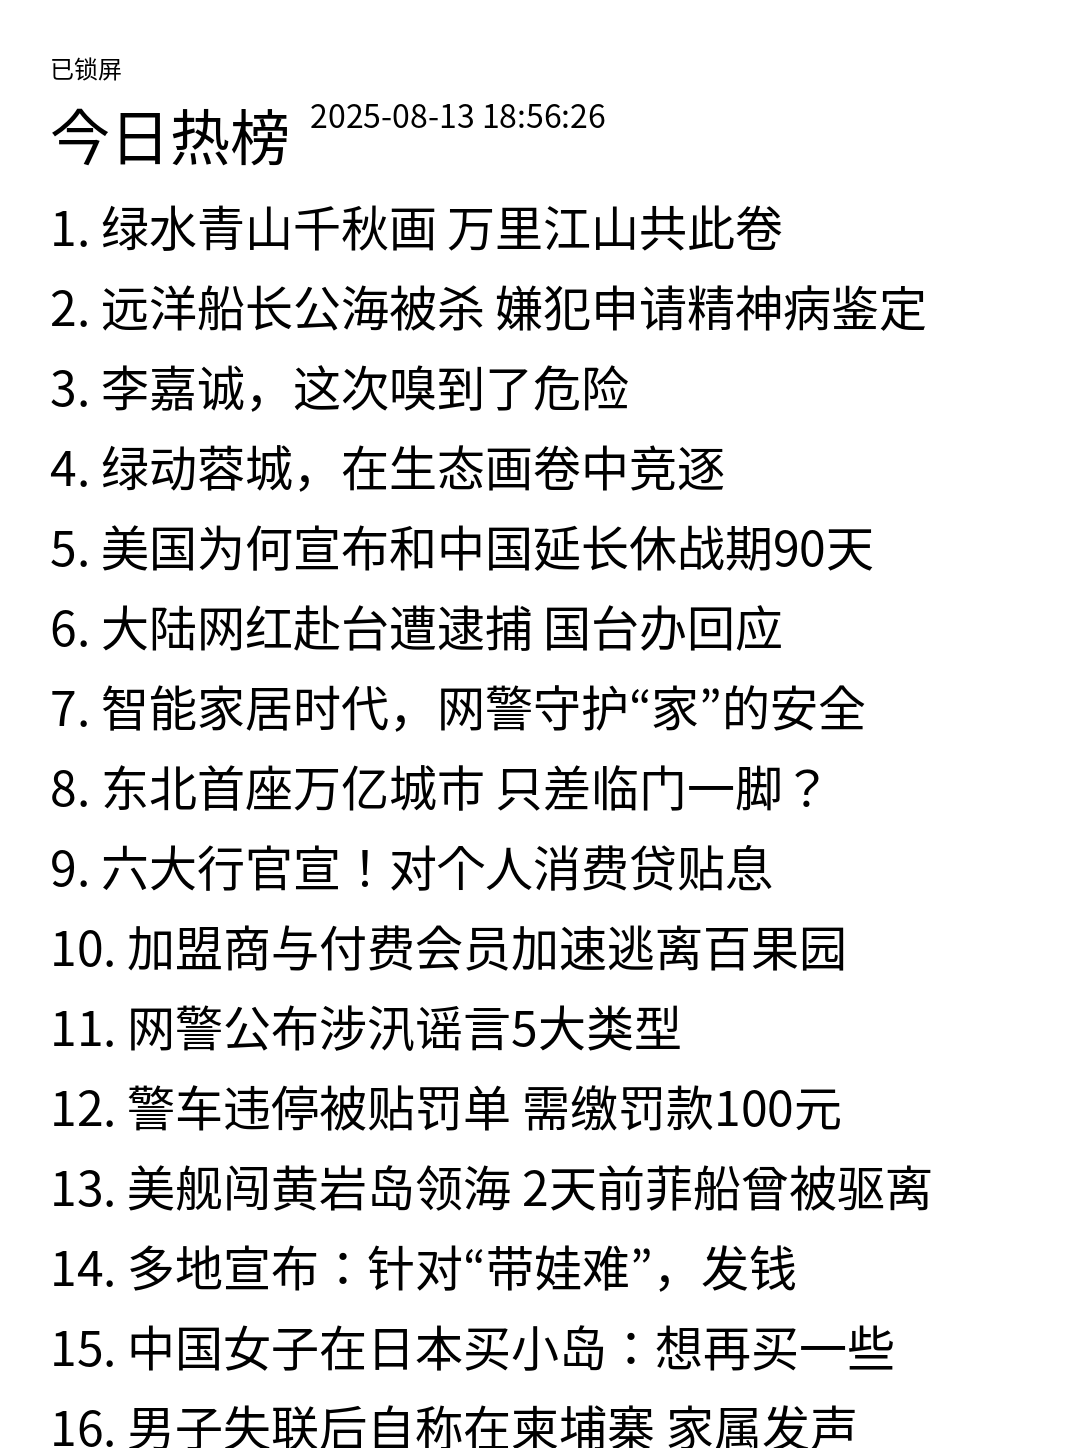 已锁屏
今日热榜 2025-08-13 18:56:26
1. 绿水青山千秋画 万里江山共此卷
2. 远洋船长公海被杀 嫌犯申请精神病鉴定
3. 李嘉诚，这次嗅到了危险
4. 绿动蓉城，在生态画卷中竞逐
5. 美国为何宣布和中国延长休战期90天
6. 大陆网红赴台遭逮捕 国台办回应
7. 智能家居时代，网警守护“家”的安全
8. 东北首座万亿城市 只差临门一脚？
9. 六大行官宣！对个人消费贷贴息
10. 加盟商与付费会员加速逃离百果园
11. 网警公布涉汛谣言5大类型
12. 警车违停被贴罚单 需缴罚款100元
13. 美舰闯黄岩岛领海 2天前菲船曾被驱离
14. 多地宣布：针对“带娃难”，发钱
15. 中国女子在日本买小岛：想再买一些
16. 男子失联后自称在柬埔寨 家属发声